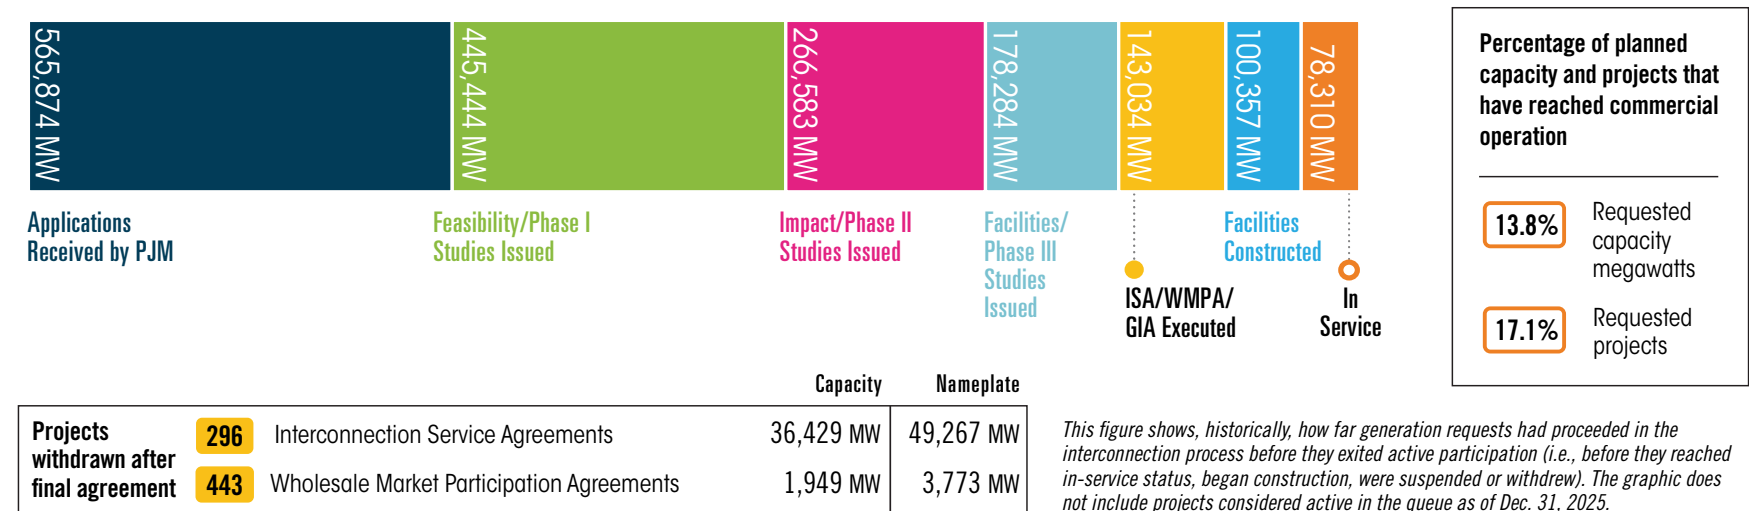 565,874 MW
445,444 MW
266,583 MW
178,284 MW
143,034 MW
100,357 MW
78,310 MW
Applications
Received by PJM
Feasibility/Phase I
Studies Issued
Impact/Phase II
Studies Issued
Facilities/
Phase III
Studies
Issued
ISA/WMPA/
GIA Executed
Facilities
Constructed
In
Service
Percentage of planned
capacity and projects that
have reached commercial
operation
13.8%
Requested
capacity
megawatts
17.1%
Requested
projects
Capacity Nameplate
Projects
withdrawn after
final agreement
296 Interconnection Service Agreements 36,429 MW 49,267 MW
443 Wholesale Market Participation Agreements 1,949 MW 3,773 MW
This figure shows, historically, how far generation requests had proceeded in the
interconnection process before they exited active participation (i.e., before they reached
in-service status, began construction, were suspended or withdrew). The graphic does
not include projects considered active in the queue as of Dec. 31, 2025.